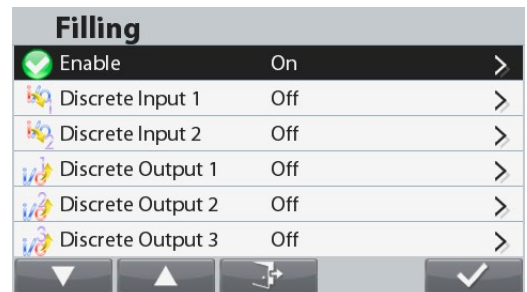 Filling
Enable On
Discrete Input 1 Off
Discrete Input 2 Off
Discrete Output 1 Off
Discrete Output 2 Off
Discrete Output 3 Off